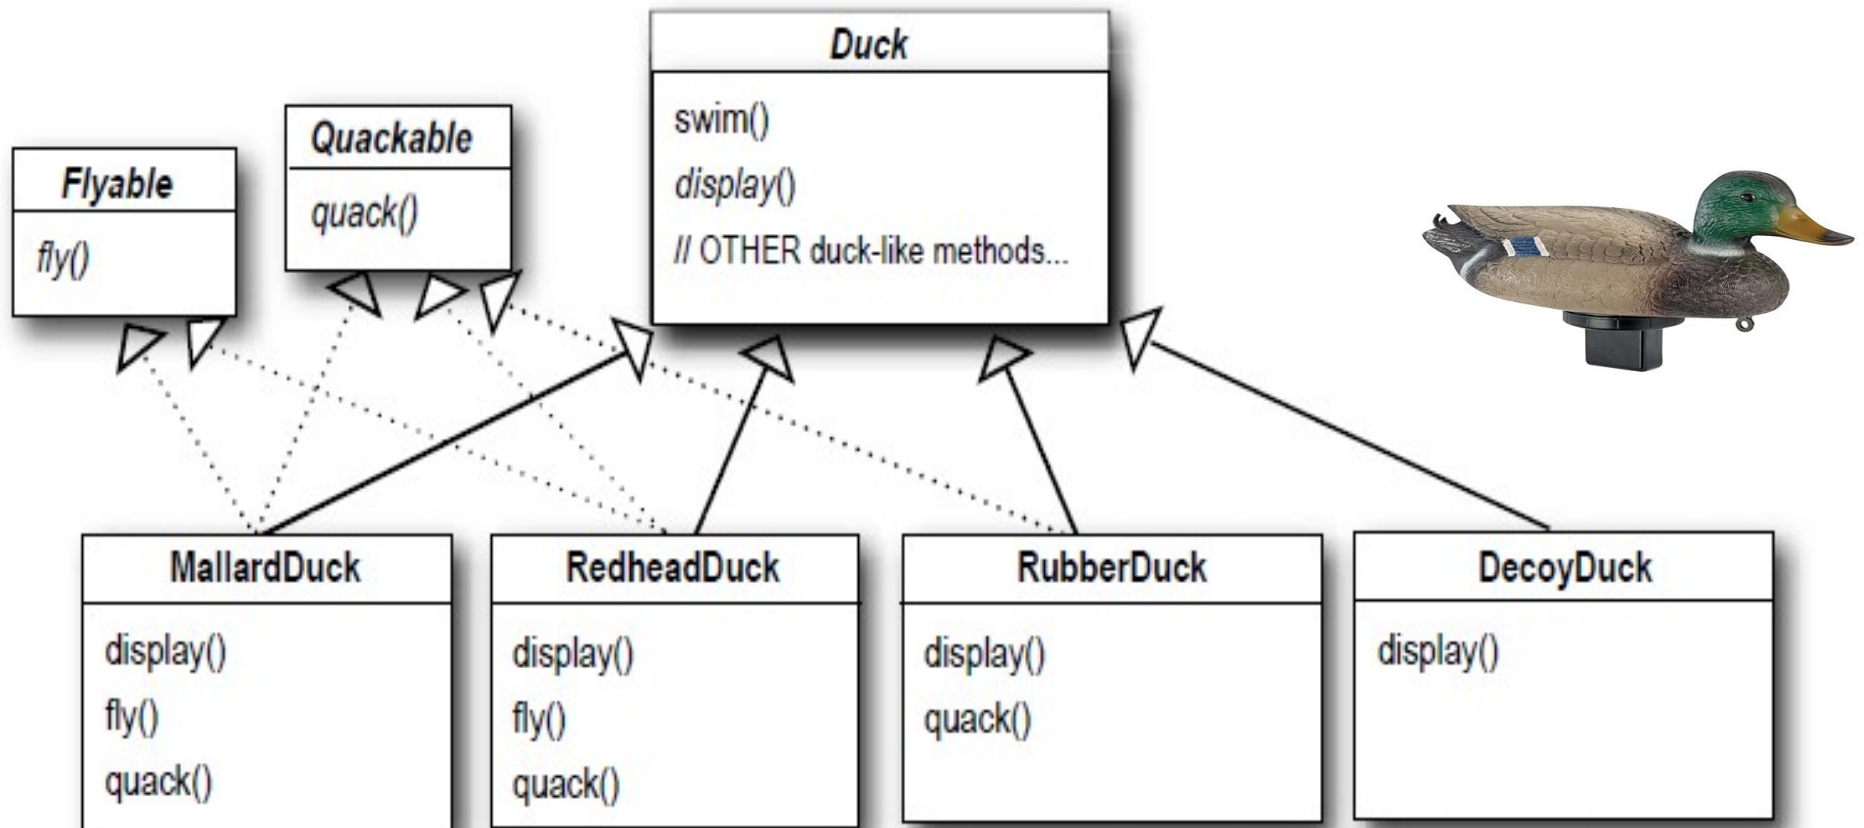 Duck
swim()
display()
// OTHER duck-like methods...
Quackable
quack()
Flyable
fly()
MallardDuck
display()
fly()
quack()
RedheadDuck
display()
fly()
quack()
RubberDuck
display()
quack()
DecoyDuck
display()